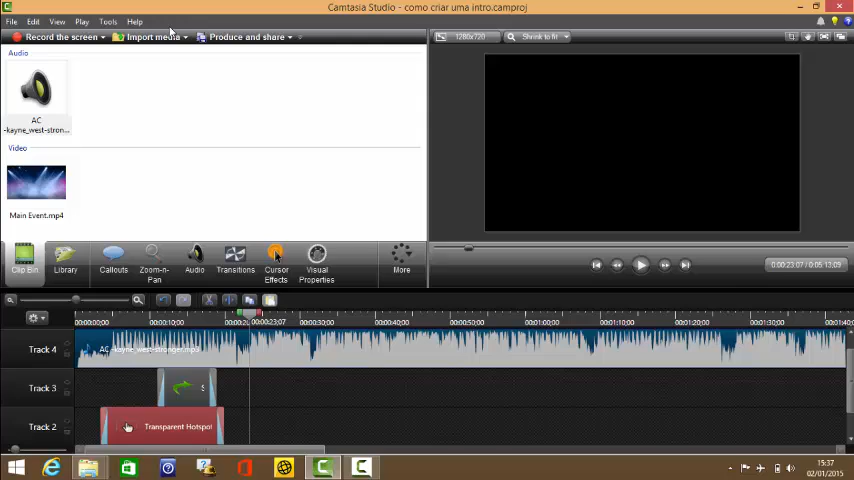 Camtasia Studio - como criar uma intro.camproj
File Edit View Play Tools Help
Record the screen Import media Produce and share »
1280x720 Shrink to fit
Audio
AC
-kayne_west-stron...
Video
Main Event.mp4
Clip Bin Library Callouts Zoom-n-Pan Audio Transitions Cursor Effects Visual Properties More
0:00:23;07 / 0:05:13;09
00:00:00;00 00:00:10;00 00:00:23;07 00:00:30;00 00:00:40;00 00:00:50;00 00:01:00;00 00:01:10;00 00:01:20;00 00:01:30;00
Track 4 AC -kayne_west-stronger.mp3
Track 3 S
Track 2 Transparent Hotspot
15:37
02/01/2015